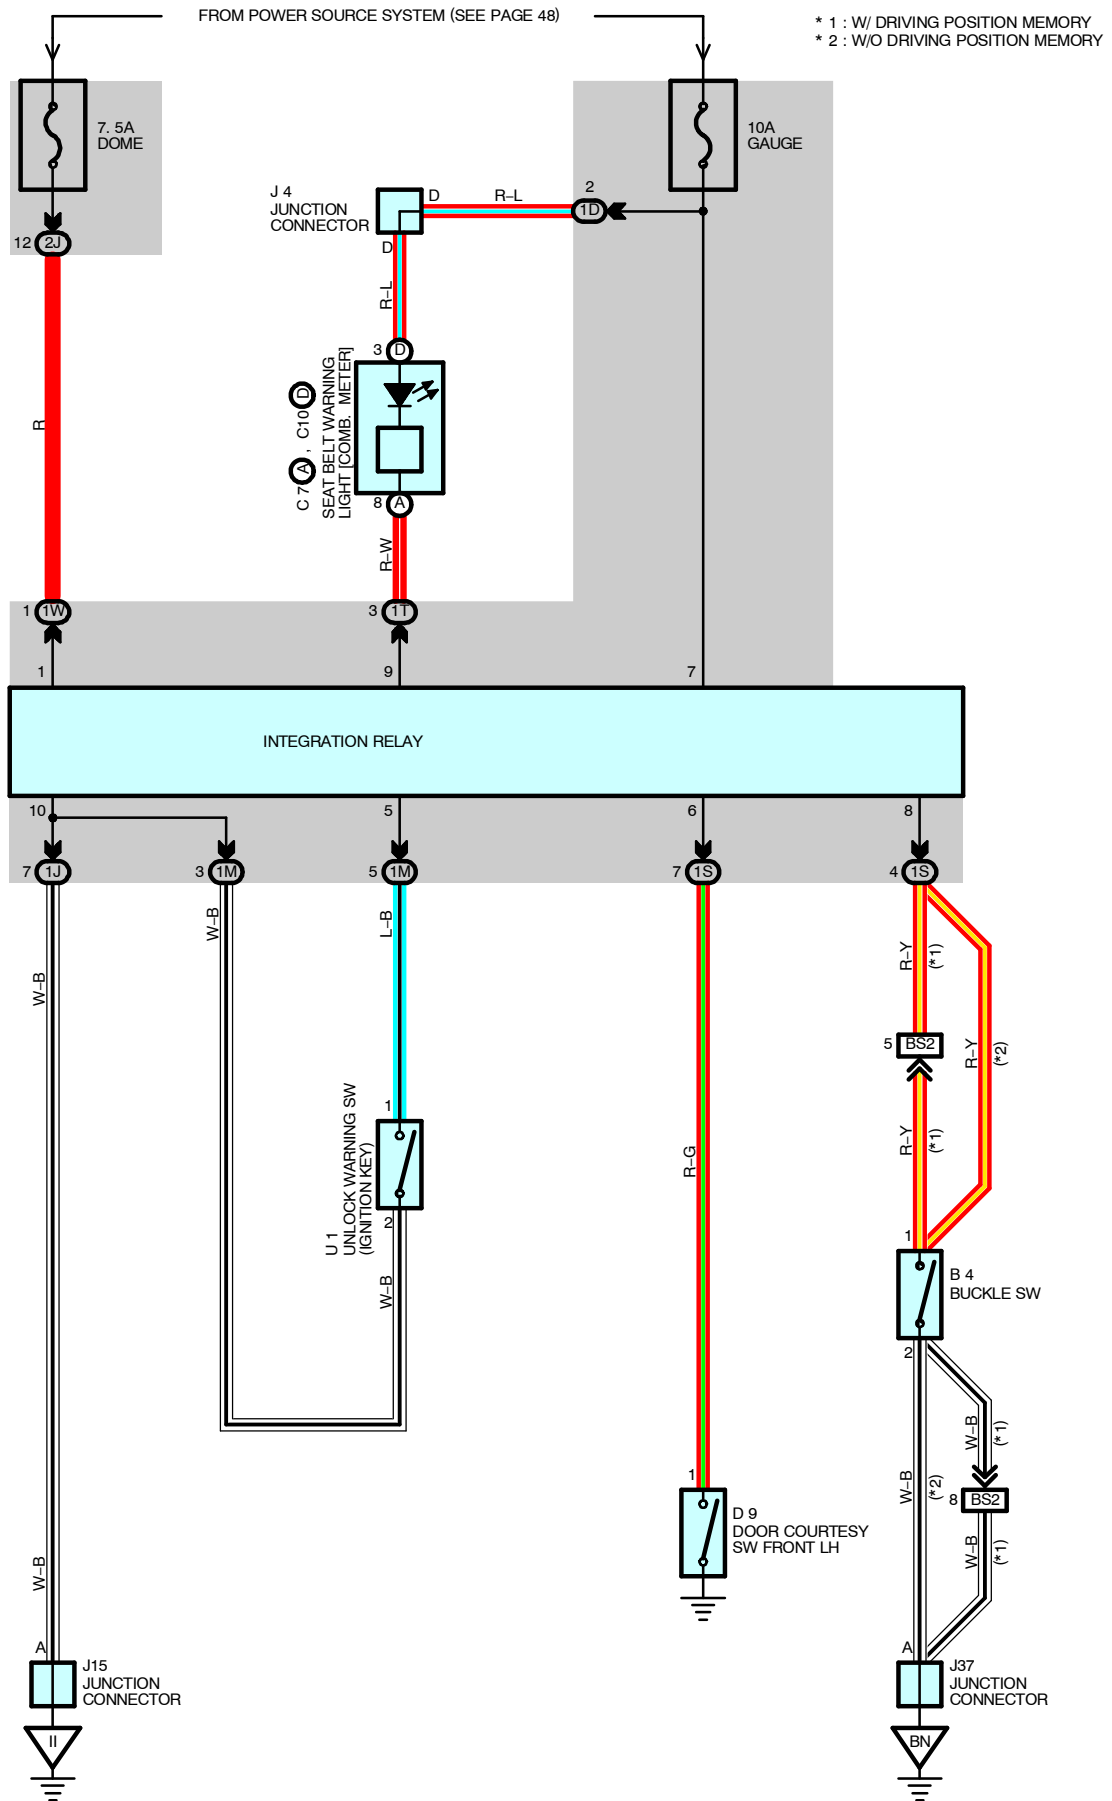 FROM POWER SOURCE SYSTEM (SEE PAGE 48)
* 1 : W/ DRIVING POSITION MEMORY
* 2 : W/O DRIVING POSITION MEMORY
7. 5A
DOME
10A
GAUGE
J 4
JUNCTION
CONNECTOR
D
R–L
2
1D
12
2J
D
R–L
3
D
C 7 A , C10 D
SEAT BELT WARNING
LIGHT [COMB. METER]
R
8
A
R–W
1
1W
3
1T
1
9
7
INTEGRATION RELAY
10
5
6
8
7
1J
3
1M
5
1M
7
1S
4
1S
W–B
W–B
L–B
R–Y
(*1)
5
BS2
R–Y
(*2)
R–Y
(*1)
1
U 1
UNLOCK WARNING SW
(IGNITION KEY)
2
W–B
R–G
1
B 4
BUCKLE SW
2
W–B
(*1)
W–B
(*2)
8
BS2
W–B
(*1)
1
D 9
DOOR COURTESY
SW FRONT LH
W–B
A
J15
JUNCTION
CONNECTOR
II
A
J37
JUNCTION
CONNECTOR
BN